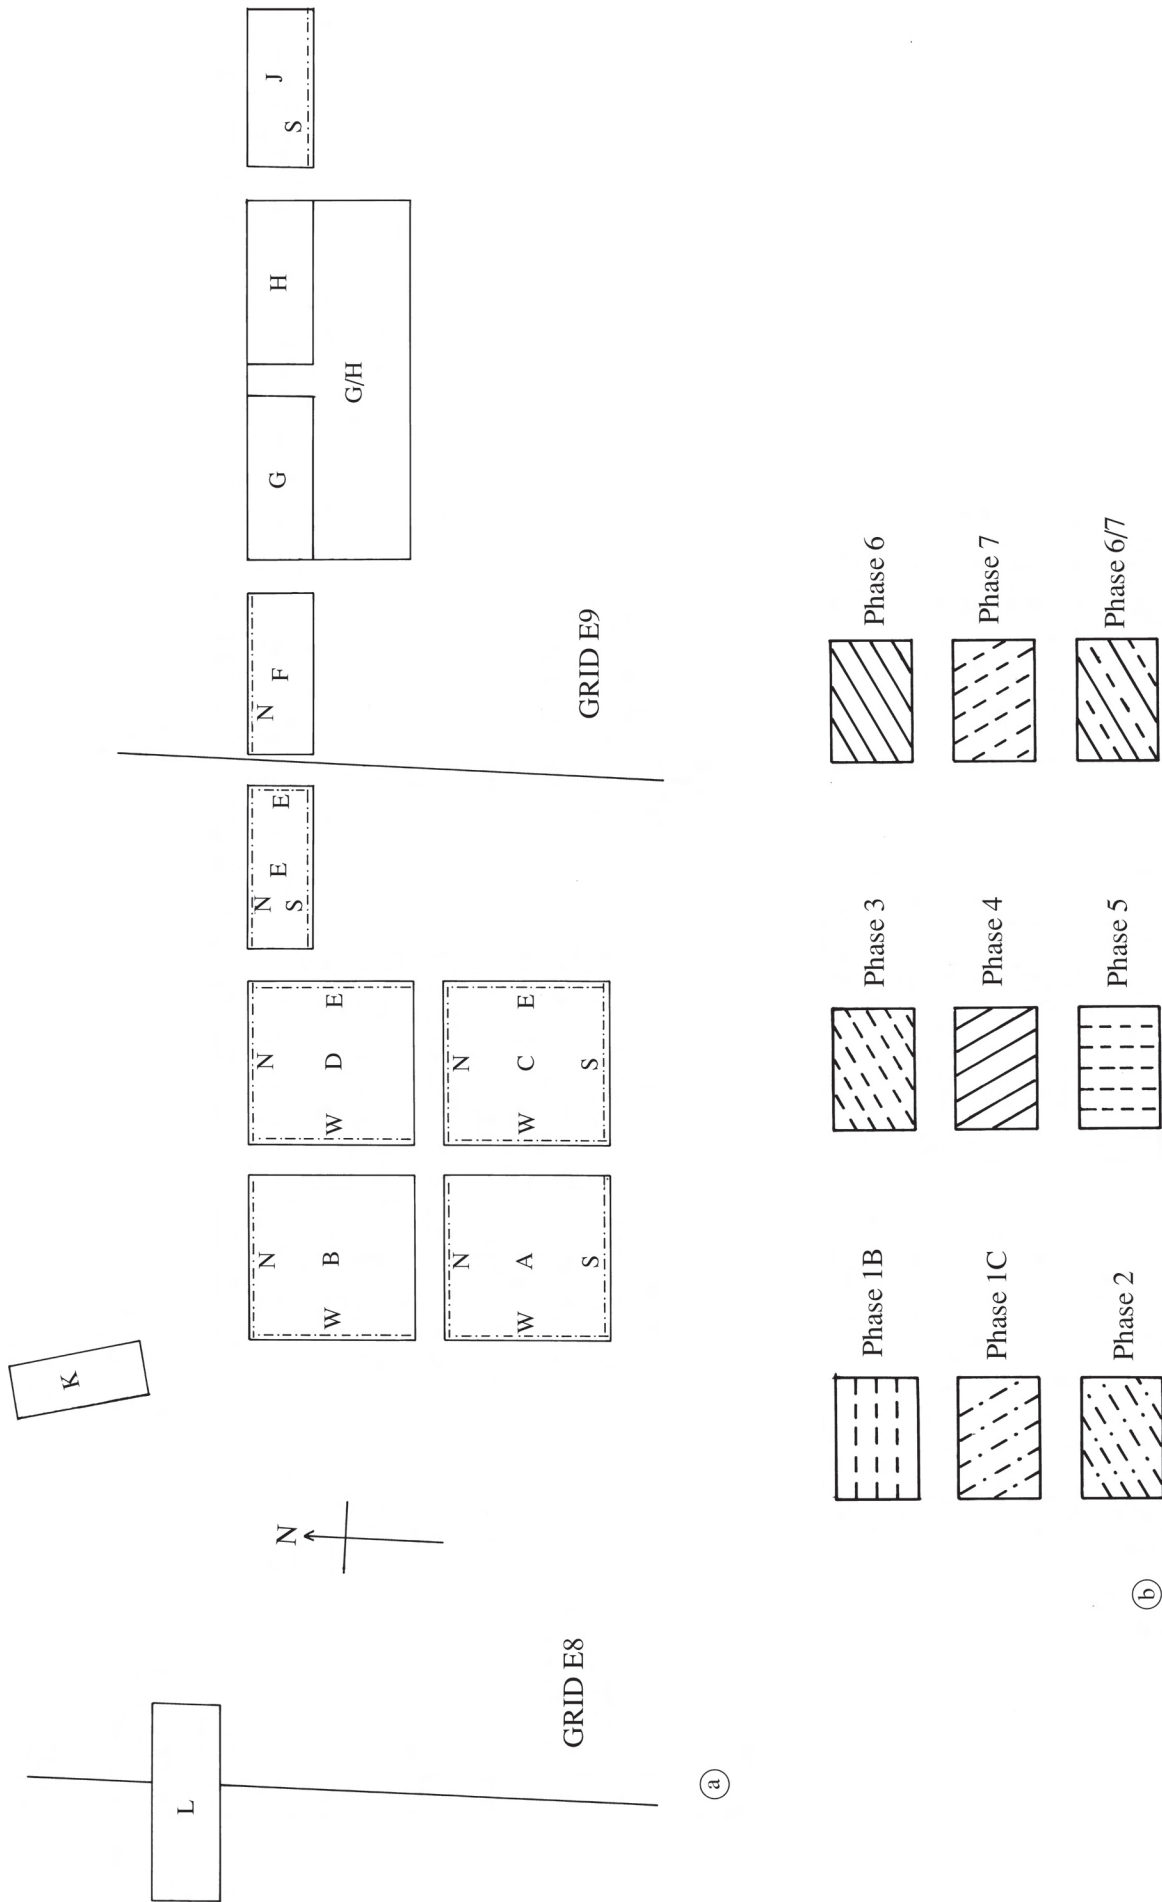 K
L
N
N
N
N E E
S
N F
G
H
J
S
N
W B
W D E
G/H
N
N
W A
W C E
S
S
GRID E8
GRID E9
a
Phase 1B
Phase 3
Phase 6
Phase 1C
Phase 4
Phase 7
Phase 2
Phase 5
Phase 6/7
b